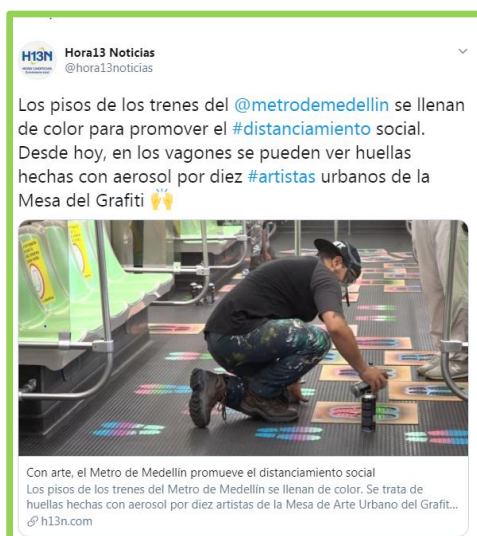 H13N
Hora13 Noticias
@hora13noticias
Los pisos de los trenes del @metrodemedellin se llenan
de color para promover el #distanciamiento social.
Desde hoy, en los vagones se pueden ver huellas
hechas con aerosol por diez #artistas urbanos de la
Mesa del Grafiti 🙌
Con arte, el Metro de Medellín promueve el distanciamiento social
Los pisos de los trenes del Metro de Medellín se llenan de color. Se trata de
huellas hechas con aerosol por diez artistas de la Mesa de Arte Urbano del Grafit...
h13n.com